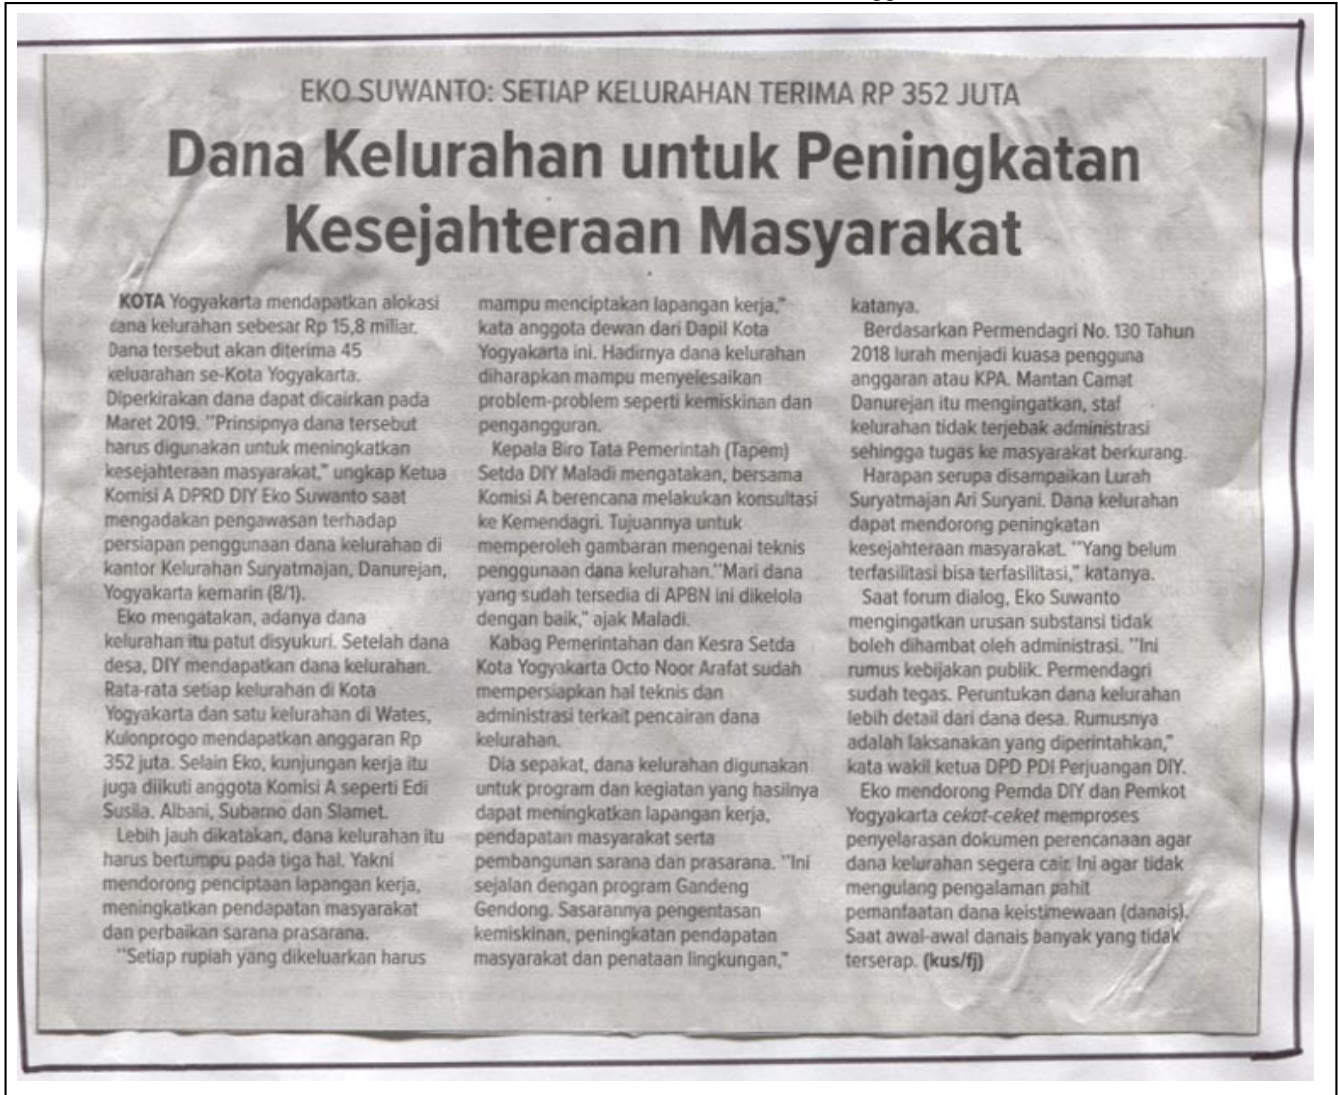 EKO SUWANTO: SETIAP KELURAHAN TERIMA RP 352 JUTA
Dana Kelurahan untuk Peningkatan
Kesejahteraan Masyarakat
KOTA Yogyakarta mendapatkan alokasi
dana kelurahan sebesar Rp 15,8 miliar.
Dana tersebut akan diterima 45
keluarahan se-Kota Yogyakarta.
Diperkirakan dana dapat dicairkan pada
Maret 2019. "Prinsipnya dana tersebut
harus digunakan untuk meningkatkan
kesejahteraan masyarakat," ungkap Ketua
Komisi A DPRD DIY Eko Suwanto saat
mengadakan pengawasan terhadap
persiapan penggunaan dana kelurahan di
kantor Kelurahan Suryatmajan, Danurejan,
Yogyakarta kemarin (8/1).
Eko mengatakan, adanya dana
kelurahan itu patut disyukuri. Setelah dana
desa, DIY mendapatkan dana kelurahan.
Rata-rata setiap kelurahan di Kota
Yogyakarta dan satu kelurahan di Wates,
Kulonprogo mendapatkan anggaran Rp
352 juta. Selain Eko, kunjungan kerja itu
juga diikuti anggota Komisi A seperti Edi
Susila, Albani, Subarno dan Slamet.
Lebih jauh dikatakan, dana kelurahan itu
harus bertumpu pada tiga hal. Yakni
mendorong penciptaan lapangan kerja,
meningkatkan pendapatan masyarakat
dan perbaikan sarana prasarana.
"Setiap rupiah yang dikeluarkan harus
mampu menciptakan lapangan kerja,"
kata anggota dewan dari Dapil Kota
Yogyakarta ini. Hadirnya dana kelurahan
diharapkan mampu menyelesaikan
problem-problem seperti kemiskinan dan
pengangguran.
Kepala Biro Tata Pemerintah (Tapem)
Setda DIY Maladi mengatakan, bersama
Komisi A berencana melakukan konsultasi
ke Kemendagri. Tujuannya untuk
memperoleh gambaran mengenai teknis
penggunaan dana kelurahan."Mari dana
yang sudah tersedia di APBN ini dikelola
dengan baik," ajak Maladi.
Kabag Pemerintahan dan Kesra Setda
Kota Yogyakarta Octo Noor Arafat sudah
mempersiapkan hal teknis dan
administrasi terkait pencairan dana
kelurahan.
Dia sepakat, dana kelurahan digunakan
untuk program dan kegiatan yang hasilnya
dapat meningkatkan lapangan kerja,
pendapatan masyarakat serta
pembangunan sarana dan prasarana. "Ini
sejalan dengan program Gandeng
Gendong. Sasarannya pengentasan
kemiskinan, peningkatan pendapatan
masyarakat dan penataan lingkungan,"
katanya.
Berdasarkan Permendagri No. 130 Tahun
2018 lurah menjadi kuasa pengguna
anggaran atau KPA. Mantan Camat
Danurejan itu mengingatkan, staf
kelurahan tidak terjebak administrasi
sehingga tugas ke masyarakat berkurang.
Harapan serupa disampaikan Lurah
Suryatmajan Ari Suryani. Dana kelurahan
dapat mendorong peningkatan
kesejahteraan masyarakat. "Yang belum
terfasilitasi bisa terfasilitasi," katanya.
Saat forum dialog, Eko Suwanto
mengingatkan urusan substansi tidak
boleh dihambat oleh administrasi. "Ini
rumus kebijakan publik. Permendagri
sudah tegas. Peruntukan dana kelurahan
lebih detail dari dana desa. Rumusnya
adalah laksanakan yang diperintahkan,"
kata wakil ketua DPD PDI Perjuangan DIY.
Eko mendorong Pemda DIY dan Pemkot
Yogyakarta cekat-ceket memproses
penyelarasan dokumen perencanaan agar
dana kelurahan segera cair. Ini agar tidak
mengulang pengalaman pahit
pemanfaatan dana keistimewaan (danais).
Saat awal-awal danais banyak yang tidak
terserap. (kus/fj)